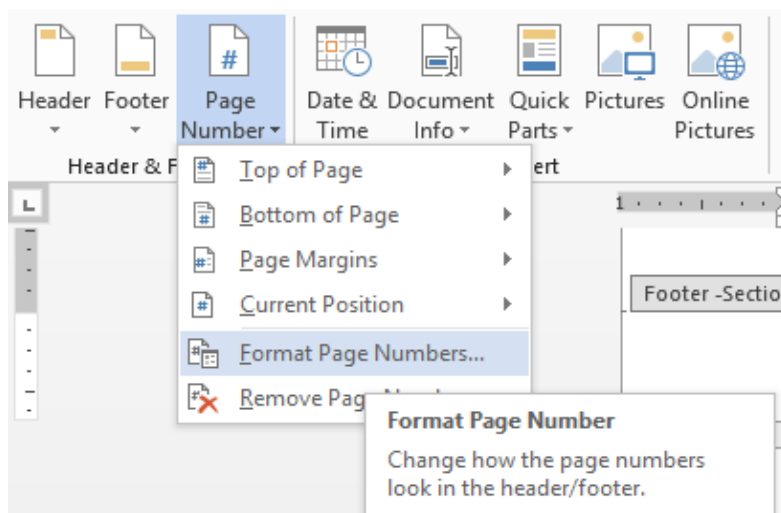 Header Footer Page Date & Document Quick Pictures Online
Number Time Info Parts Pictures
Header & F ert
Top of Page
L
1
Bottom of Page
Page Margins
Footer -Sectio
Current Position
Format Page Numbers...
Remove Pag
Format Page Number
Change how the page numbers
look in the header/footer.